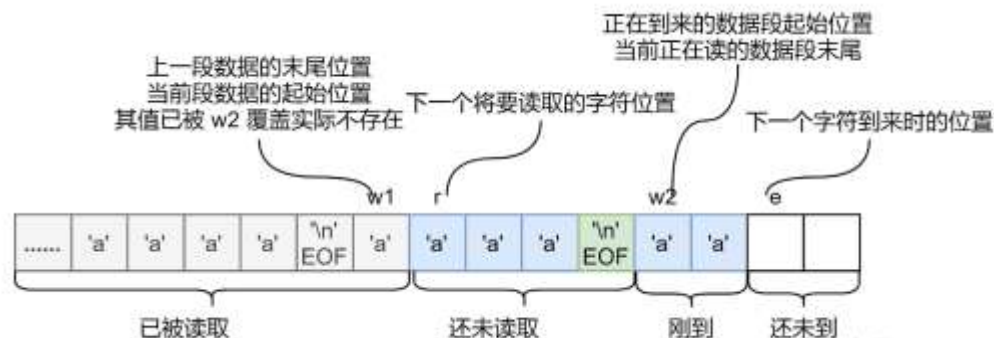 正在到来的数据段起始位置
当前正在读的数据段末尾
上一段数据的末尾位置
当前段数据的起始位置
其值已被 w2 覆盖实际不存在
下一个将要读取的字符位置
下一个字符到来时的位置
w1 r w2 e
...... 'a' 'a' 'a' 'a' '\n' EOF 'a' 'a' 'a' 'a' '\n' EOF 'a' 'a'
已被读取 还未读取 刚到 还未到